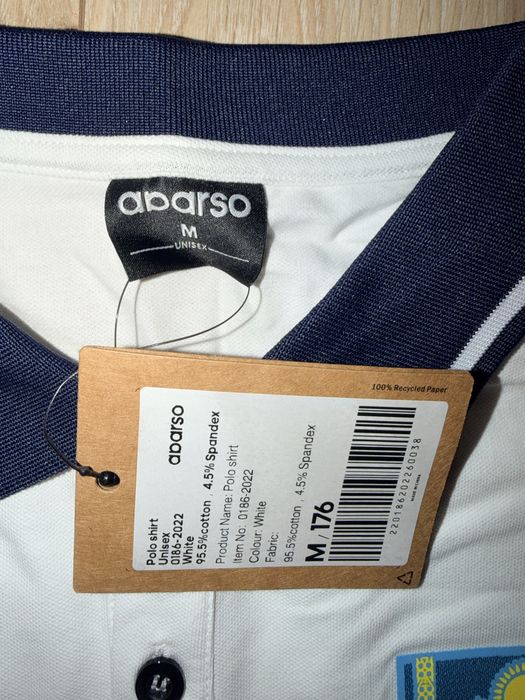 aparso
M
UNISEX
100% Recycled Paper
aparso
Polo shirt
Unisex
0186-2022
White
95.5%cotton , 4.5% Spandex
Product Name: Polo shirt
Item No: 0186-2022
Colour: White
Fabric:
95.5%cotton , 4.5% Spandex
M / 176
2201862022260038